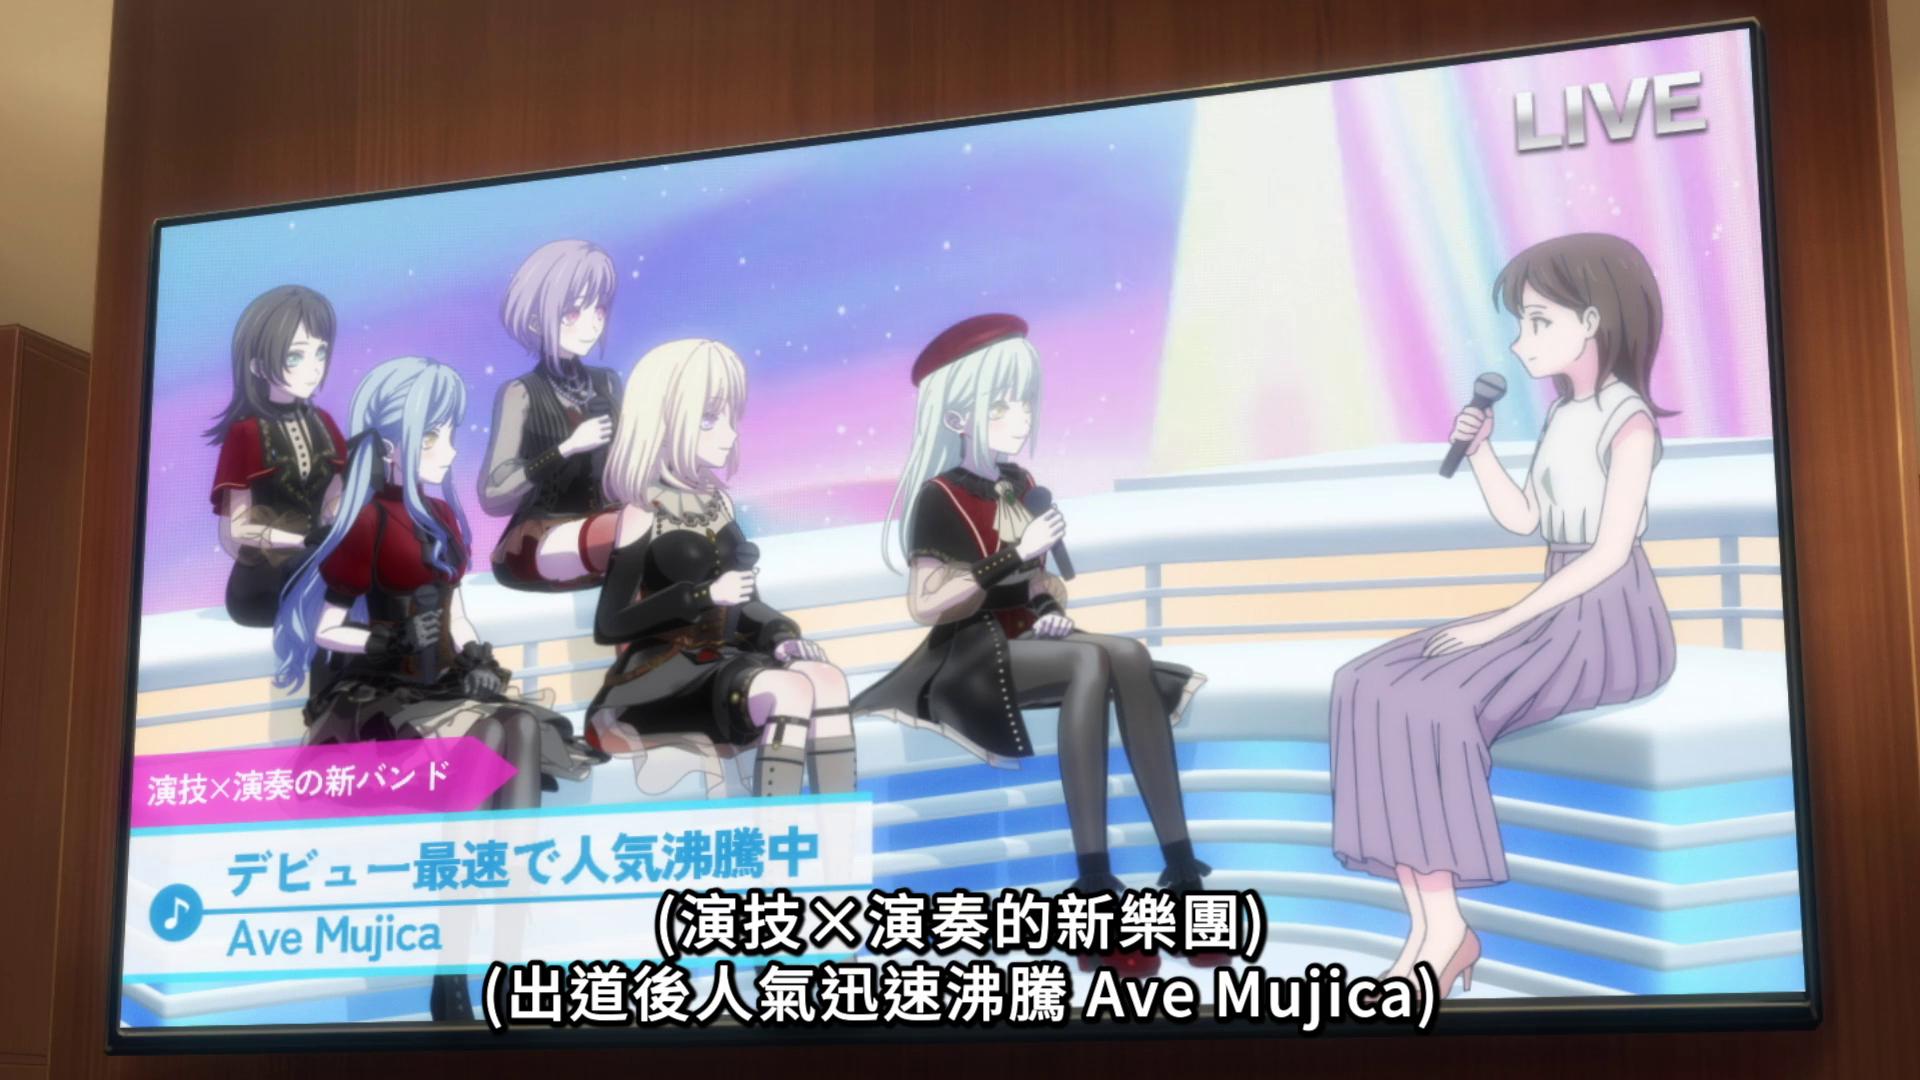 LIVE
演技×演奏の新バンド
デビュー最速で人気沸騰中
Ave Mujica
(演技×演奏的新樂團)
(出道後人氣迅速沸騰 Ave Mujica)